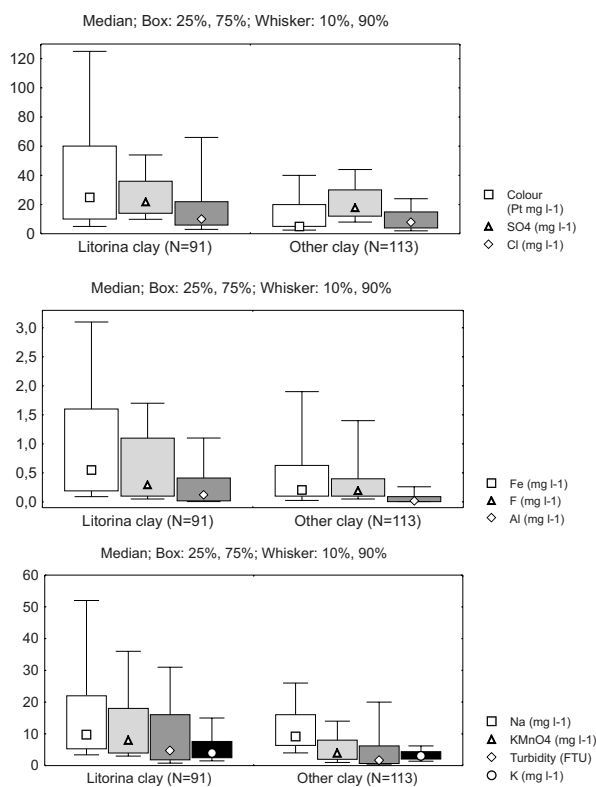 Median; Box: 25%, 75%; Whisker: 10%, 90%
120
100
80
60
40
20
0
Litorina clay (N=91)
Other clay (N=113)
Colour
(Pt mg l-1)
SO4 (mg l-1)
Cl (mg l-1)
Median; Box: 25%, 75%; Whisker: 10%, 90%
3,0
2,5
2,0
1,5
1,0
0,5
0,0
Litorina clay (N=91)
Other clay (N=113)
Fe (mg l-1)
F (mg l-1)
Al (mg l-1)
Median; Box: 25%, 75%; Whisker: 10%, 90%
60
50
40
30
20
10
0
Litorina clay (N=91)
Other clay (N=113)
Na (mg l-1)
KMnO4 (mg l-1)
Turbidity (FTU)
K (mg l-1)